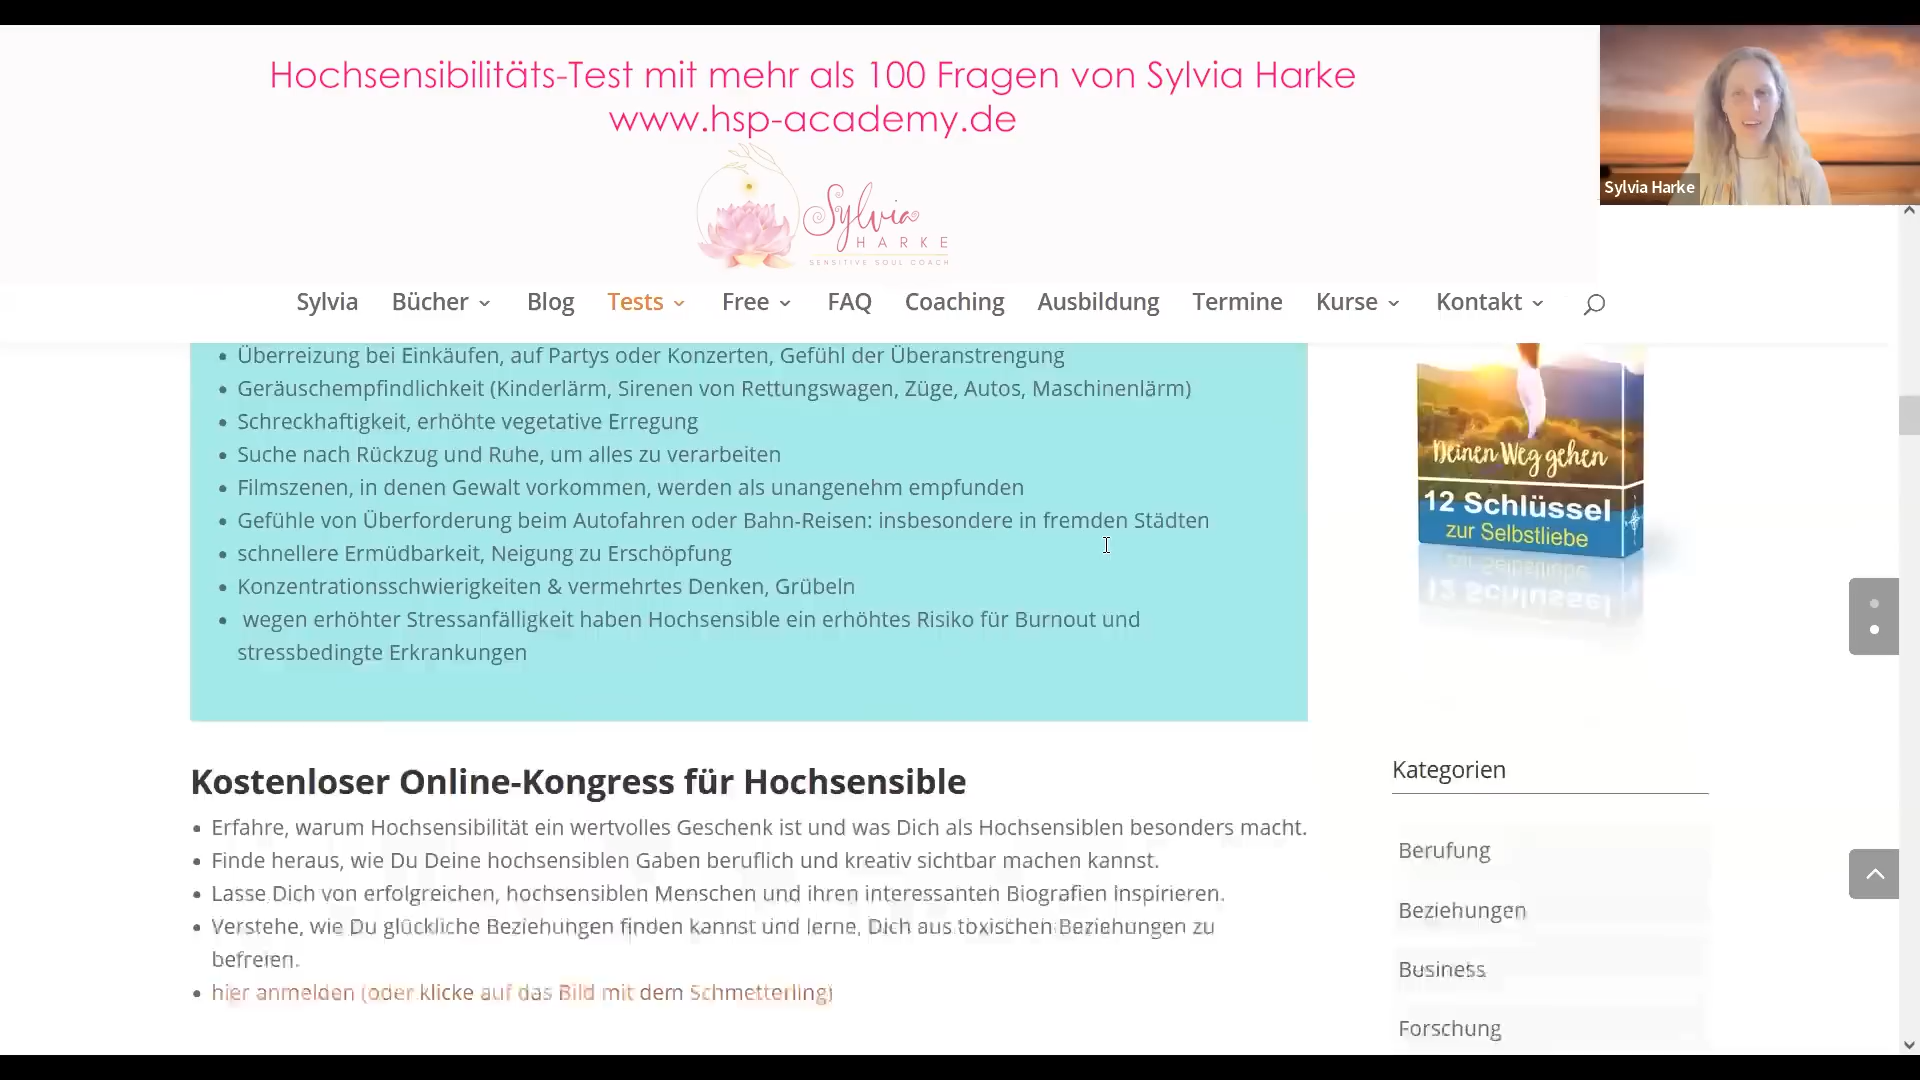 Hochsensibilitäts-Test mit mehr als 100 Fragen von Sylvia Harke
www.hsp-academy.de
Sylvia Harke
Sylvia
HARKE
SENSITIVE SOUL COACH
Sylvia Bücher Blog Tests Free FAQ Coaching Ausbildung Termine Kurse Kontakt
Überreizung bei Einkäufen, auf Partys oder Konzerten, Gefühl der Überanstrengung
Geräuschempfindlichkeit (Kinderlärm, Sirenen von Rettungswagen, Züge, Autos, Maschinenlärm)
Schreckhaftigkeit, erhöhte vegetative Erregung
Suche nach Rückzug und Ruhe, um alles zu verarbeiten
Filmszenen, in denen Gewalt vorkommen, werden als unangenehm empfunden
Gefühle von Überforderung beim Autofahren oder Bahn-Reisen: insbesondere in fremden Städten
schnellere Ermüdbarkeit, Neigung zu Erschöpfung
Konzentrationsschwierigkeiten & vermehrtes Denken, Grübeln
wegen erhöhter Stressanfälligkeit haben Hochsensible ein erhöhtes Risiko für Burnout und
stressbedingte Erkrankungen
Deinen Weg gehen
12 Schlüssel
zur Selbstliebe
Kostenloser Online-Kongress für Hochsensible
Erfahre, warum Hochsensibilität ein wertvolles Geschenk ist und was Dich als Hochsensiblen besonders macht.
Finde heraus, wie Du Deine hochsensiblen Gaben beruflich und kreativ sichtbar machen kannst.
Lasse Dich von erfolgreichen, hochsensiblen Menschen und ihren interessanten Biografien inspirieren.
Verstehe, wie Du glückliche Beziehungen finden kannst und lerne, Dich aus toxischen Beziehungen zu
befreien.
hier anmelden (oder klicke auf das Bild mit dem Schmetterling)
Kategorien
Berufung
Beziehungen
Business
Forschung